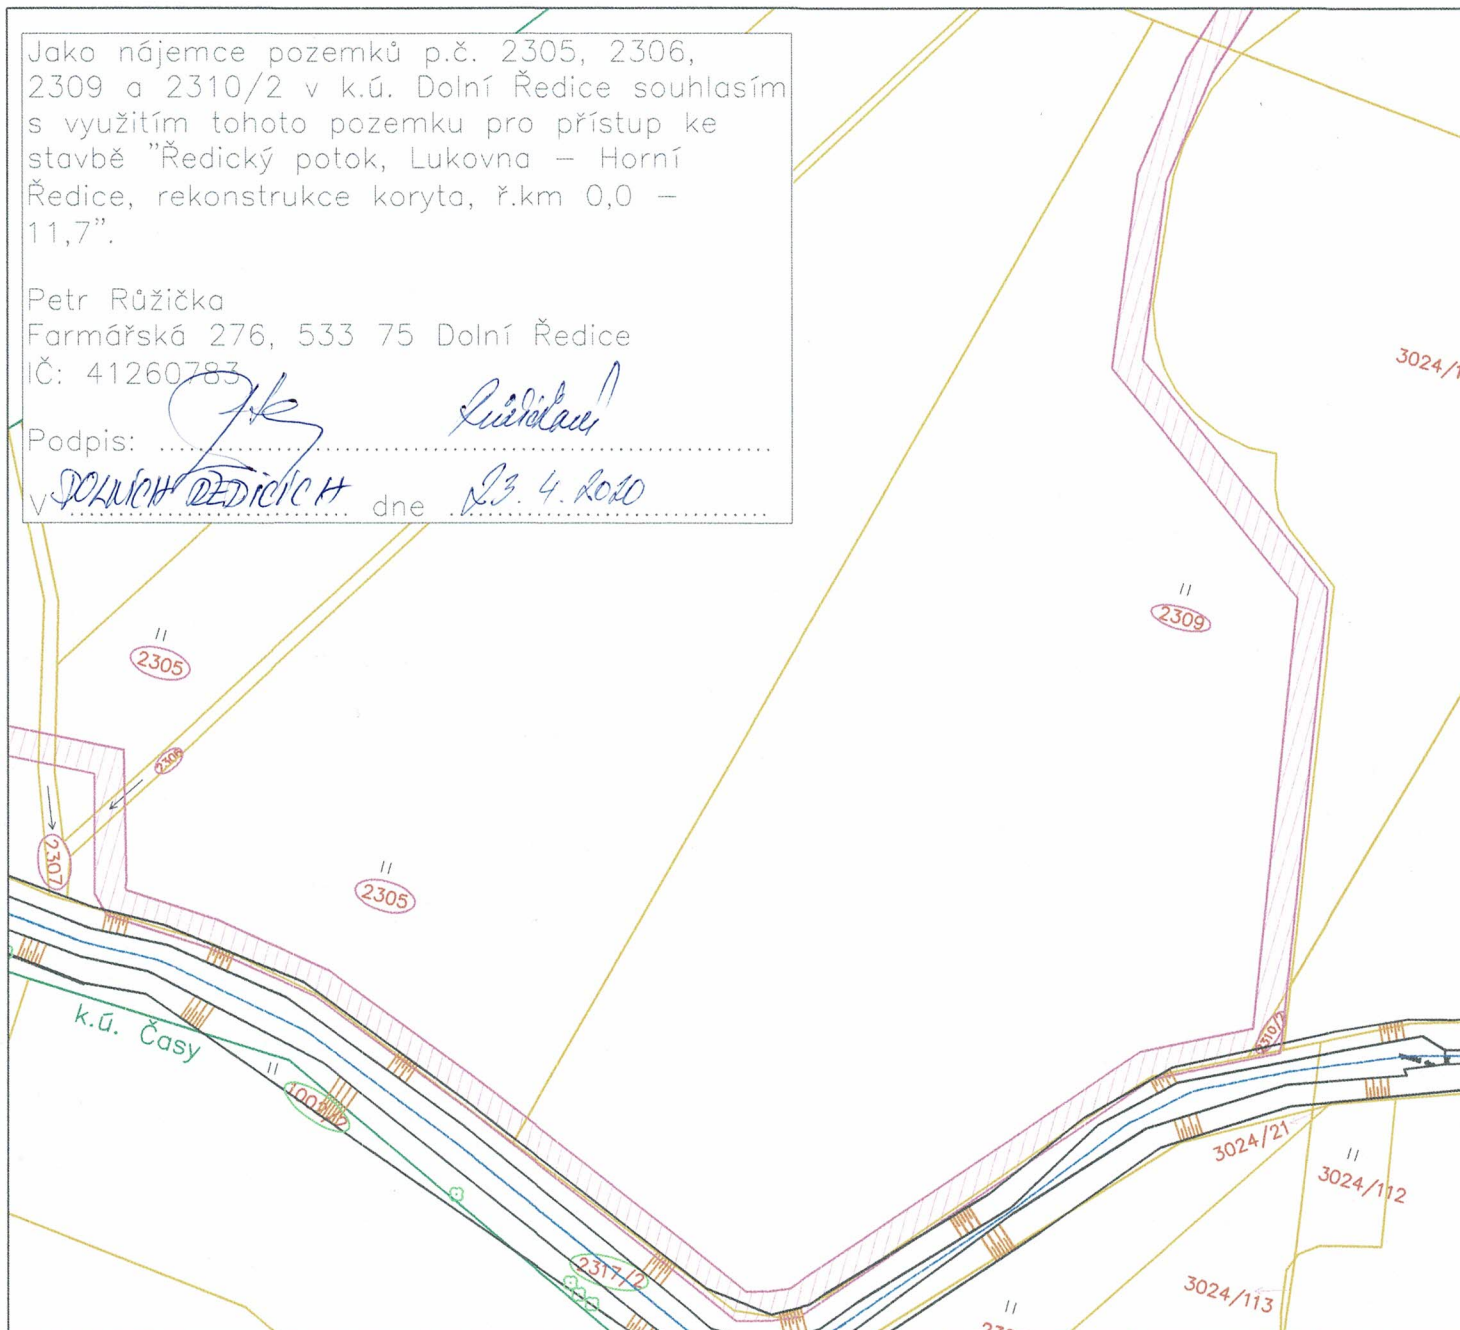 Jako nájemce pozemků p.č. 2305, 2306,
2309 a 2310/2 v k.ú. Dolní Ředice souhlasím
s využitím tohoto pozemku pro přístup ke
stavbě "Ředický potok, Lukovna – Horní
Ředice, rekonstrukce koryta, ř.km 0,0 –
11,7".
Petr Růžička
Farmářská 276, 533 75 Dolní Ředice
IČ: 41260783
Podpis:
V DOLNÍCH ŘEDICÍCH dne 23. 4. 2020
3024/1
2309
2305
2306
2307
2305
2310/2
k.ú. Časy
1001/2
3024/21
3024/112
2317/2
3024/113